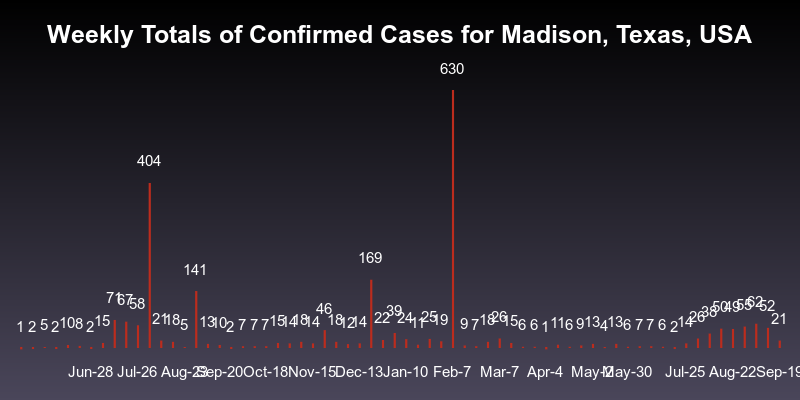 Weekly Totals of Confirmed Cases for Madison, Texas, USA
630
404
169
141
1 2 5 2 10 8 2 15 71 67 58 21 18 5 13 10 2 7 7 7 15 14 18 14 46 18 12 14 22 39 24 11 25 19 9 7 18 26 15 6 6 1 11 6 9 13 4 13 6 7 7 6 2 14 26 38 50 49 55 62 52 21
Jun-28 Jul-26 Aug-23 Sep-20 Oct-18 Nov-15 Dec-13 Jan-10 Feb-7 Mar-7 Apr-4 May-2 May-30 Jul-25 Aug-22 Sep-19